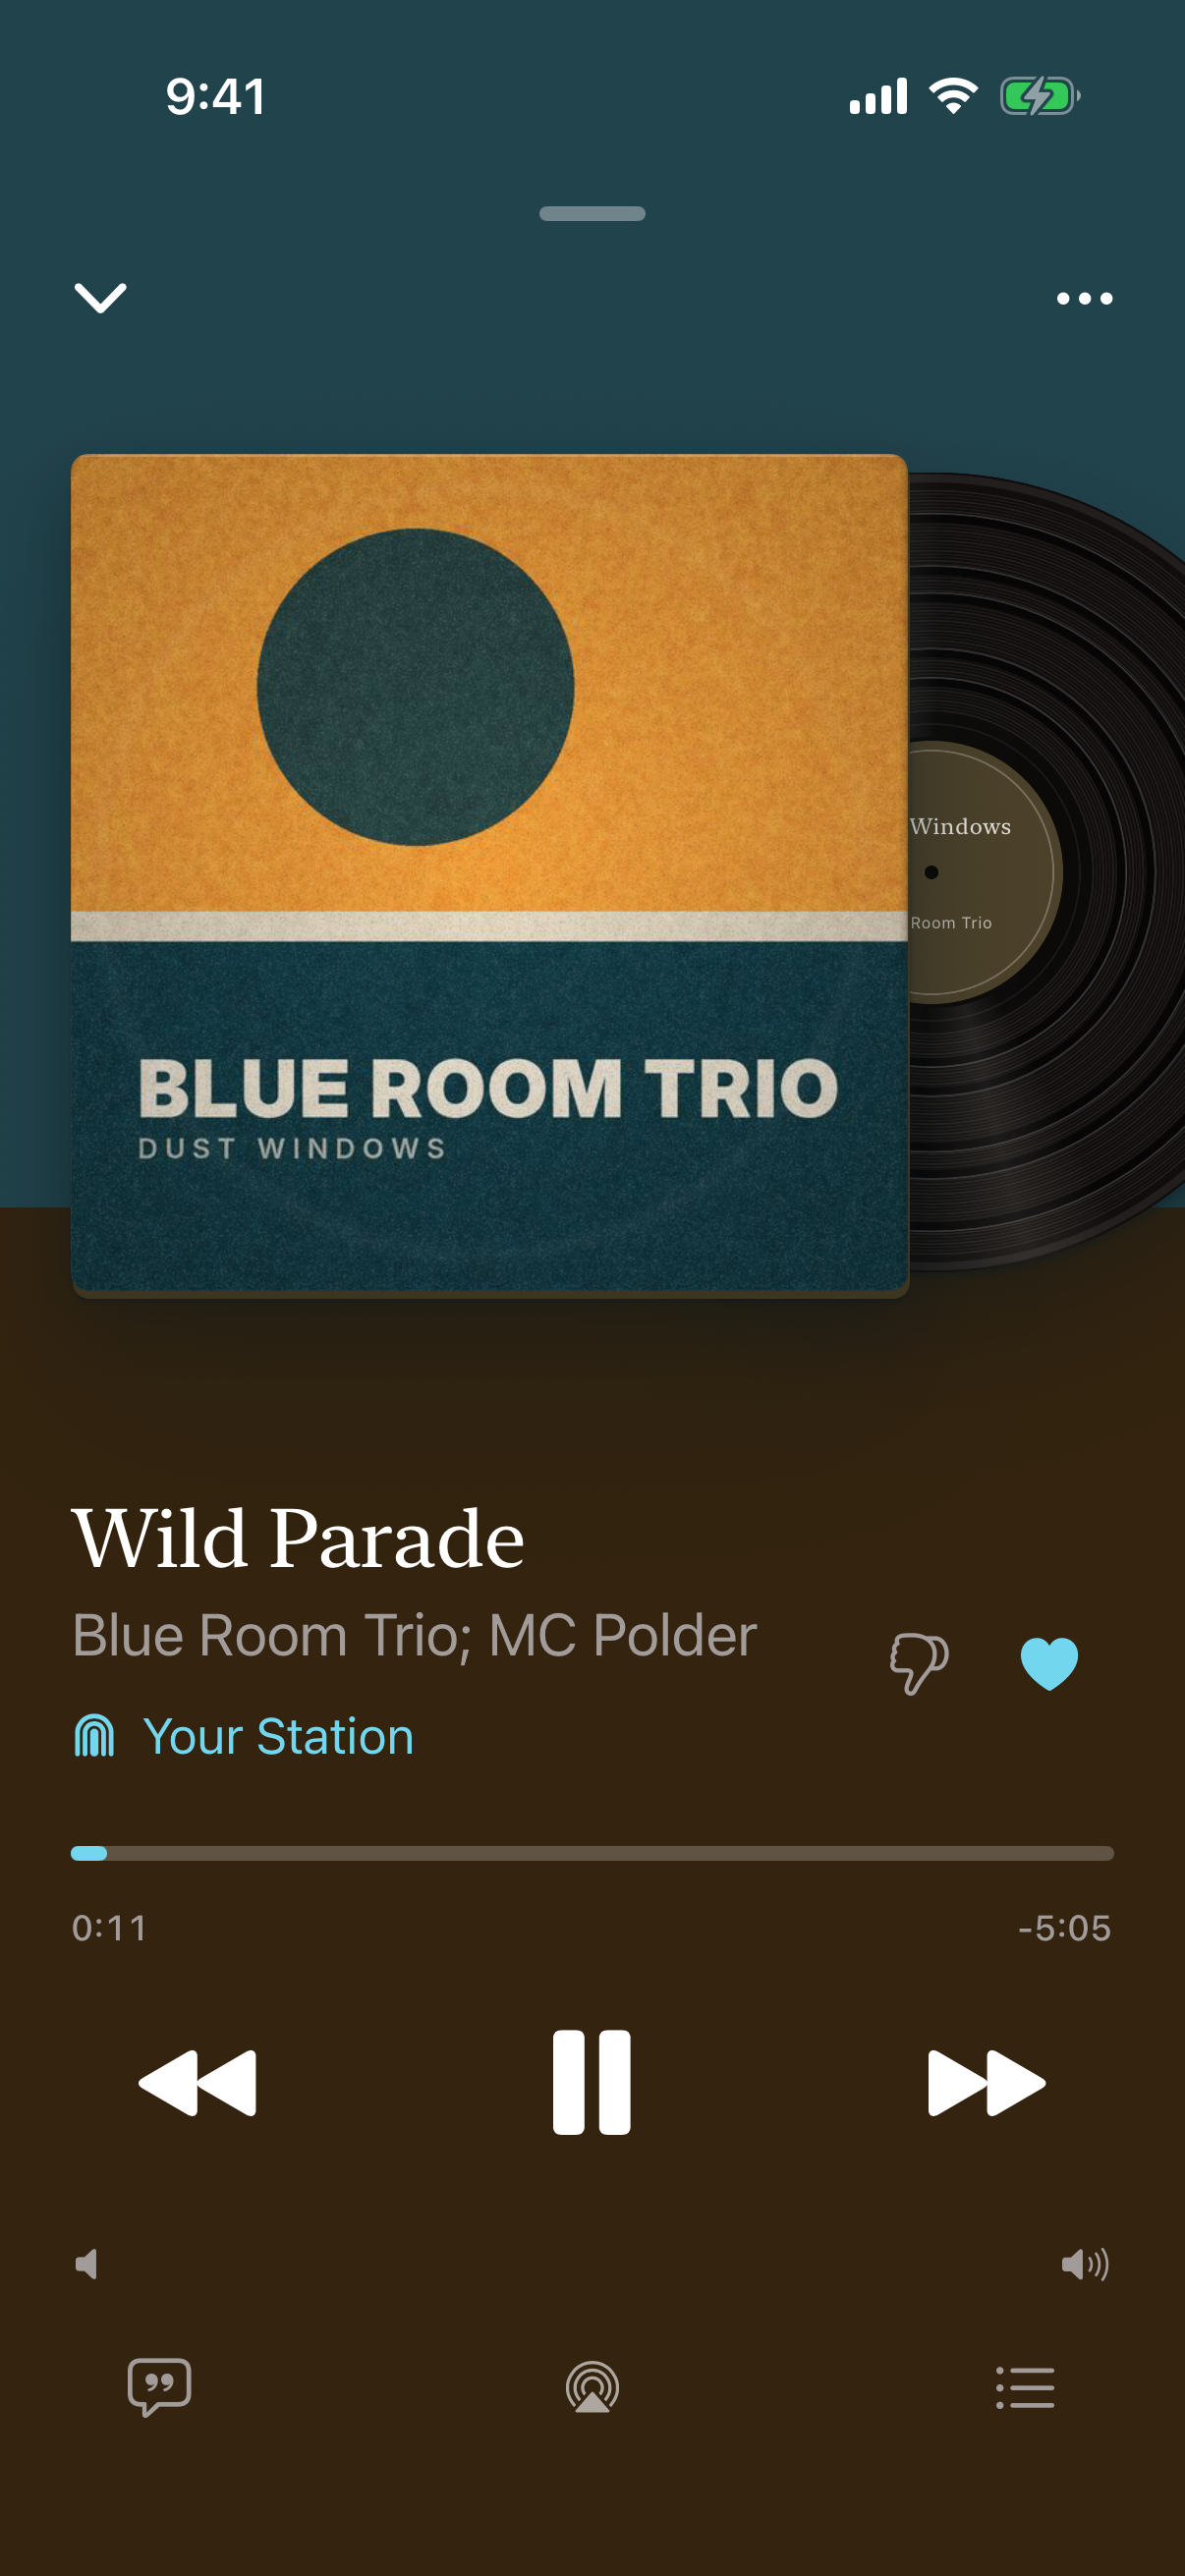 9:41
BLUE ROOM TRIO
DUST WINDOWS
Windows
Room Trio
Wild Parade
Blue Room Trio; MC Polder
Your Station
0:11
-5:05